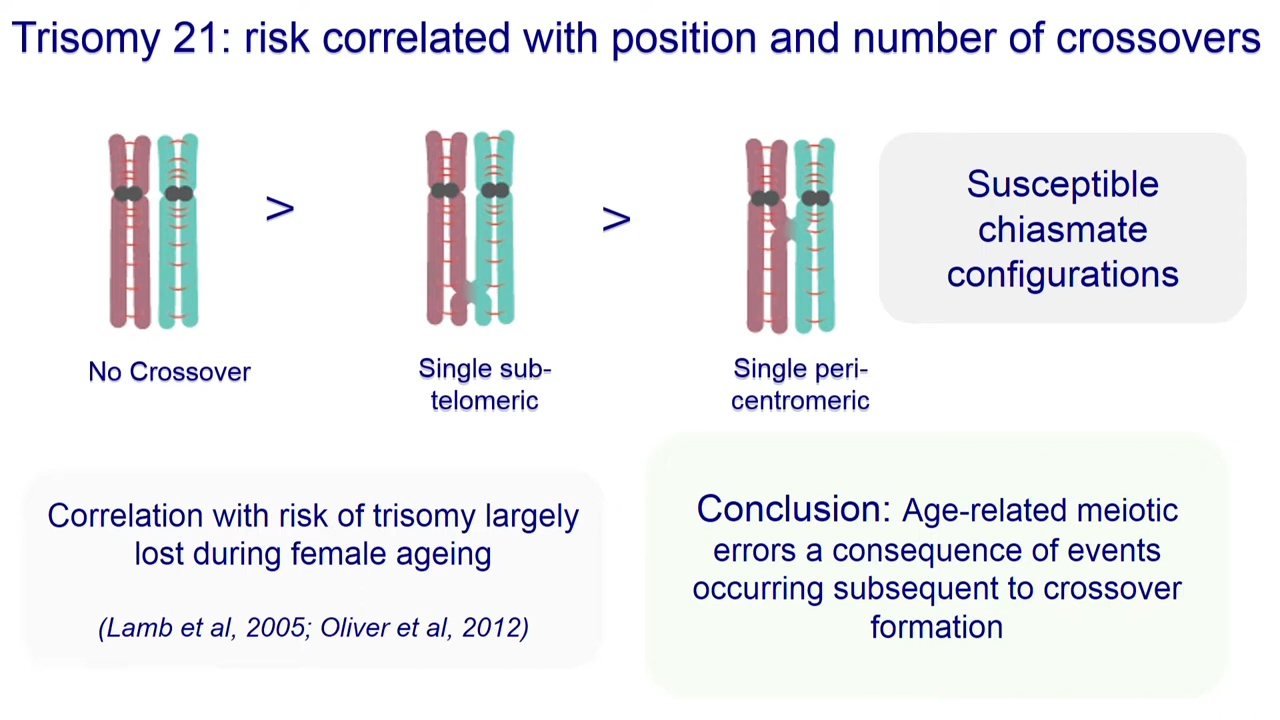 Trisomy 21: risk correlated with position and number of crossovers
>
>
Susceptible
chiasmate
configurations
No Crossover
Single sub-
telomeric
Single peri-
centromeric
Correlation with risk of trisomy largely
lost during female ageing
(Lamb et al, 2005; Oliver et al, 2012)
Conclusion: Age-related meiotic
errors a consequence of events
occurring subsequent to crossover
formation